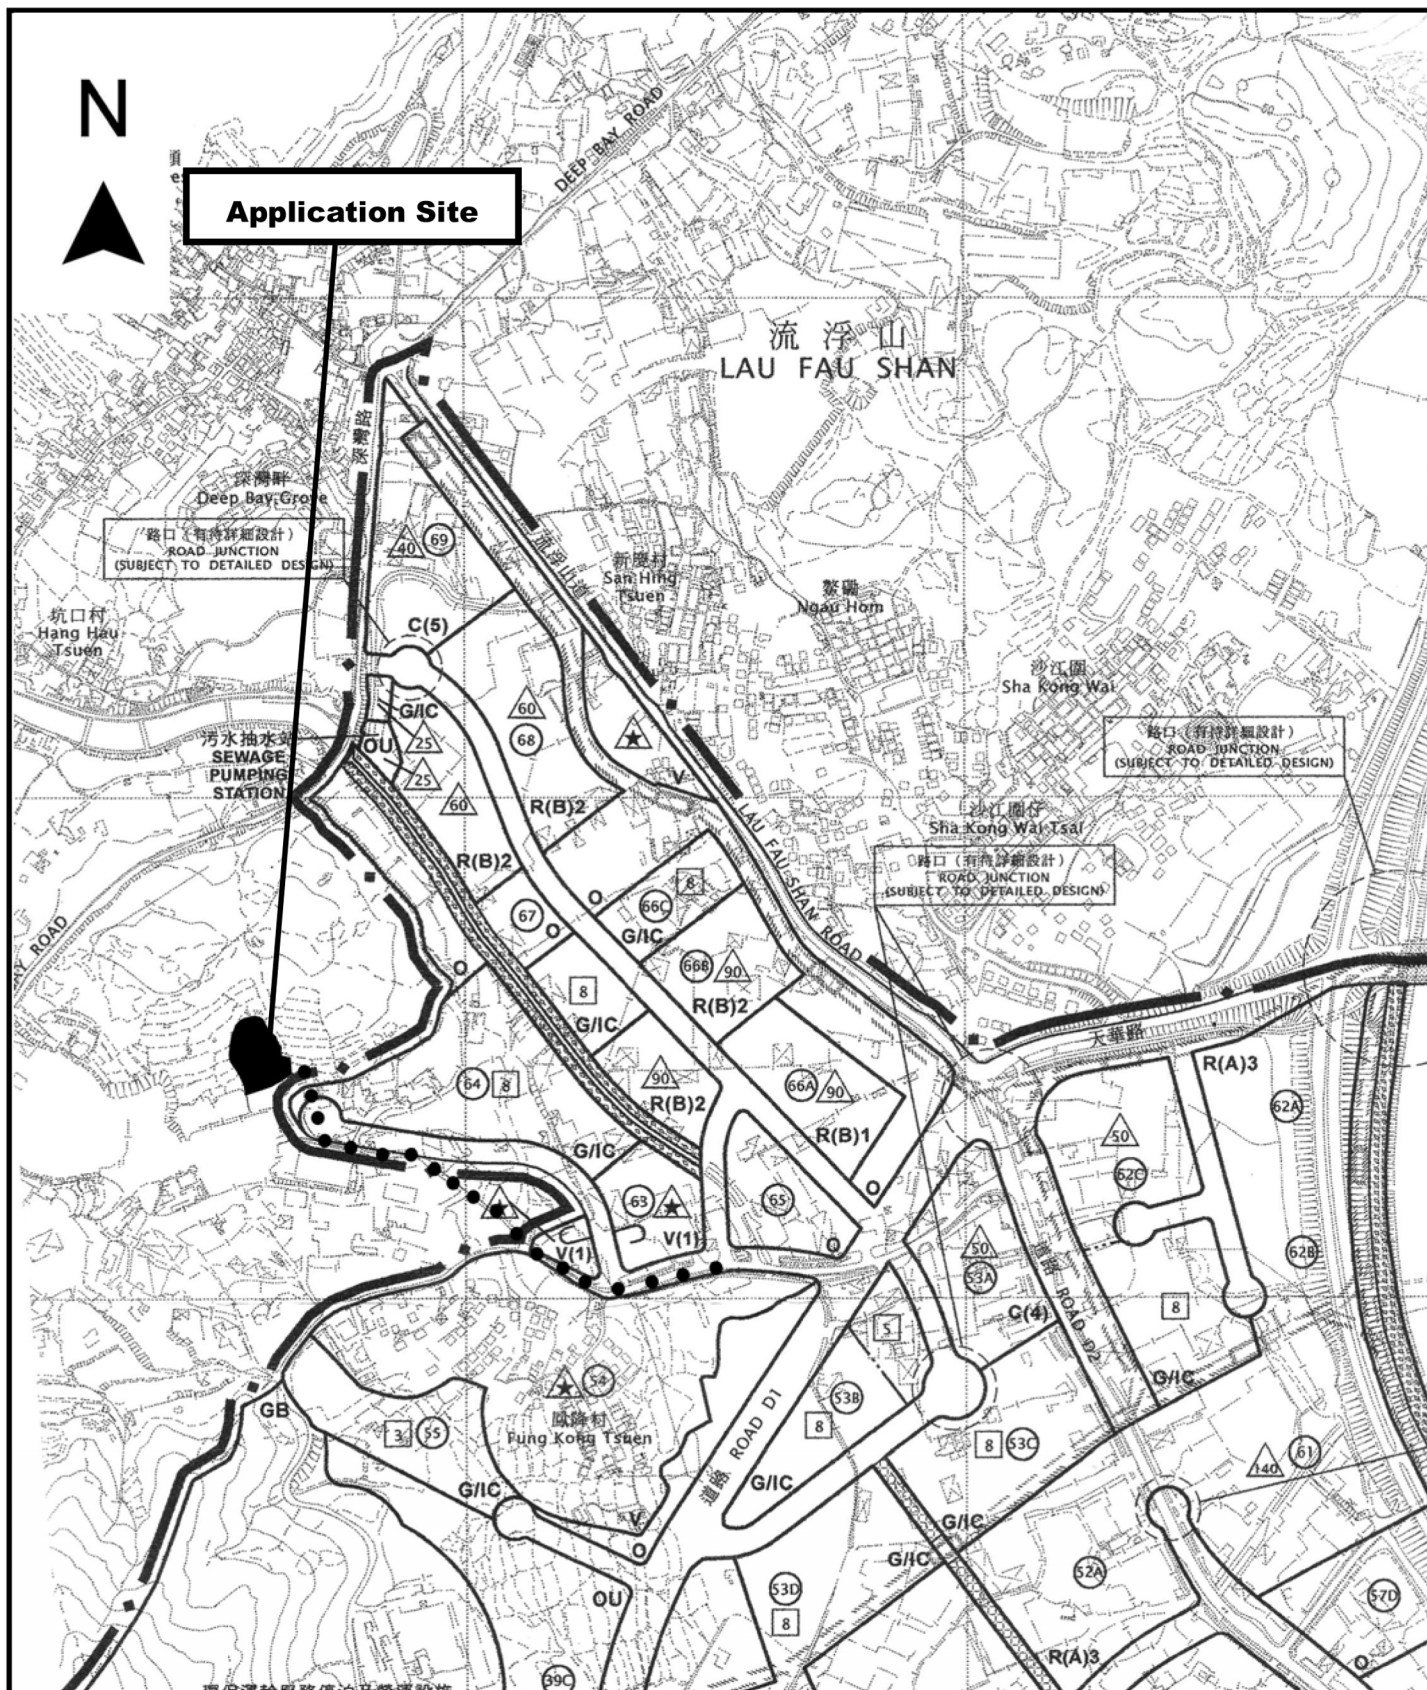 N
DEEP BAY ROAD
Application Site
流浮山
LAU FAU SHAN
深灣路
深灣畔
Deep Bay Grove
路口 (有待詳細設計)
ROAD JUNCTION
(SUBJECT TO DETAILED DESIGN)
40
69
流浮山道
新慶村
San Hing
Tsuen
鰲磡
Ngau Hom
坑口村
Hang Hau
Tsuen
C(5)
沙江圍
Sha Kong Wai
G/IC
60
68
污水抽水站
OU
SEWAGE
PUMPING
STATION
25
25
60
V
路口 (有待詳細設計)
ROAD JUNCTION
(SUBJECT TO DETAILED DESIGN)
R(B)2
沙江圍仔
Sha Kong Wai Tsai
R(B)2
LAU FAU SHAN ROAD
路口 (有待詳細設計)
ROAD JUNCTION
(SUBJECT TO DETAILED DESIGN)
67
O
O
66C
8
G/IC
ROAD
O
66B
90
8
R(B)2
G/IC
天華路
R(A)3
64
8
90
66A
90
62A
R(B)2
R(B)1
50
62C
G/IC
63
V(1)
65
O
O
V(1)
50
53A
62B
道路 ROAD D2
C(4)
8
5
G/IC
54
鳳降村
Fung Kong Tsuen
GB
3
55
53B
8
8
53C
140
61
道路 ROAD D1
G/IC
G/IC
V
O
G/IC
G/IC
OU
53D
8
52A
57D
R(A)3
O
39C